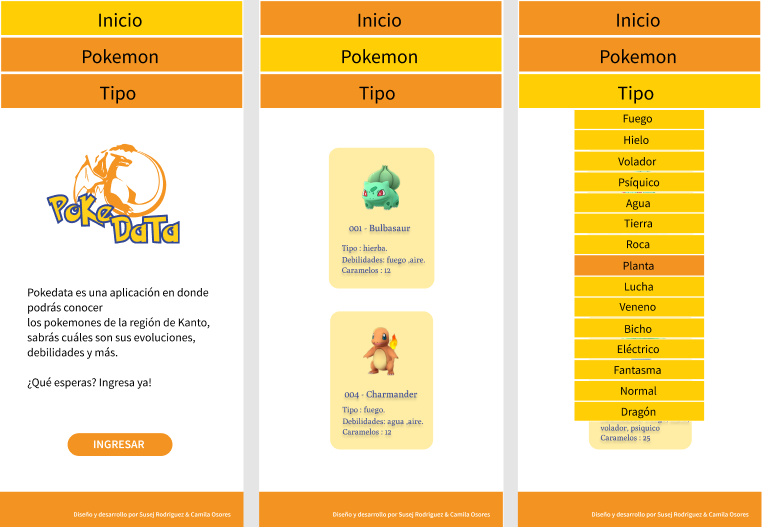 Inicio
Pokemon
Tipo
PoKeDaTa
Pokedata es una aplicación en donde
podrás conocer
los pokemones de la región de Kanto,
sabrás cuáles son sus evoluciones,
debilidades y más.
¿Qué esperas? Ingresa ya!
INGRESAR
Diseño y desarrollo por Susej Rodriguez & Camila Osores
Inicio
Pokemon
Tipo
001 - Bulbasaur
Tipo : hierba.
Debilidades: fuego ,aire.
Caramelos : 12
004 - Charmander
Tipo : fuego.
Debilidades: agua ,aire.
Caramelos : 12
Diseño y desarrollo por Susej Rodriguez & Camila Osores
Inicio
Pokemon
Tipo
Fuego
Hielo
Volador
Psíquico
Agua
Tierra
Roca
Planta
Lucha
Veneno
Bicho
Eléctrico
Fantasma
Normal
Dragón
volador, psiquico
Caramelos : 25
Diseño y desarrollo por Susej Rodriguez & Camila Osores